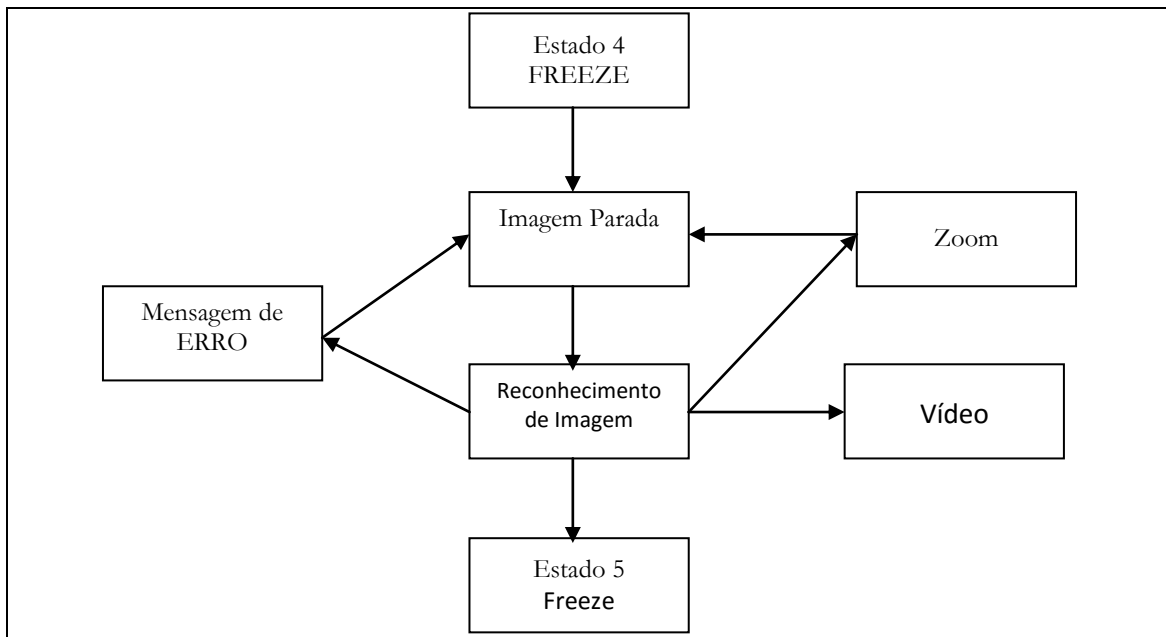 Estado 4
FREEZE
Imagem Parada
Zoom
Mensagem de
ERRO
Reconhecimento
de Imagem
Vídeo
Estado 5
Freeze